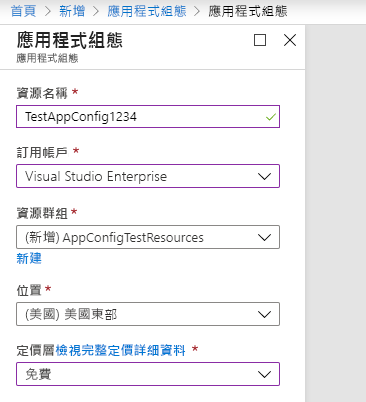 首頁 > 新增 > 應用程式組態 > 應用程式組態
應用程式組態
應用程式組態
資源名稱 *
TestAppConfig1234
訂用帳戶 *
Visual Studio Enterprise
資源群組 *
(新增) AppConfigTestResources
新建
位置 *
(美國) 美國東部
定價層檢視完整定價詳細資料 *
免費